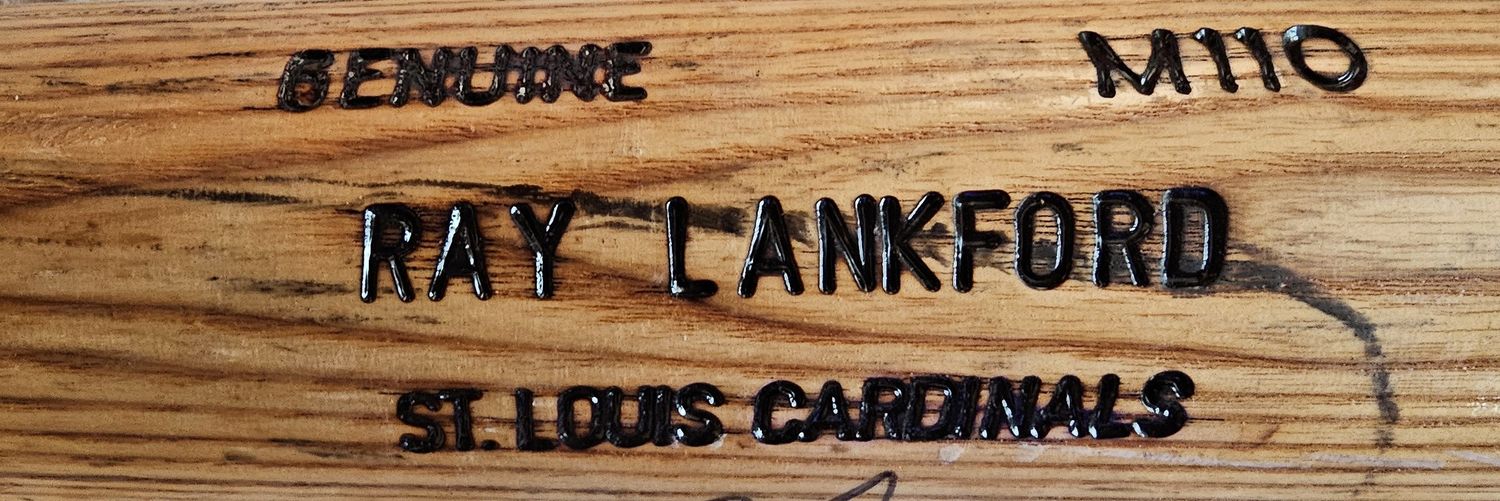 GENUINE M110
RAY LANKFORD
ST. LOUIS CARDINALS